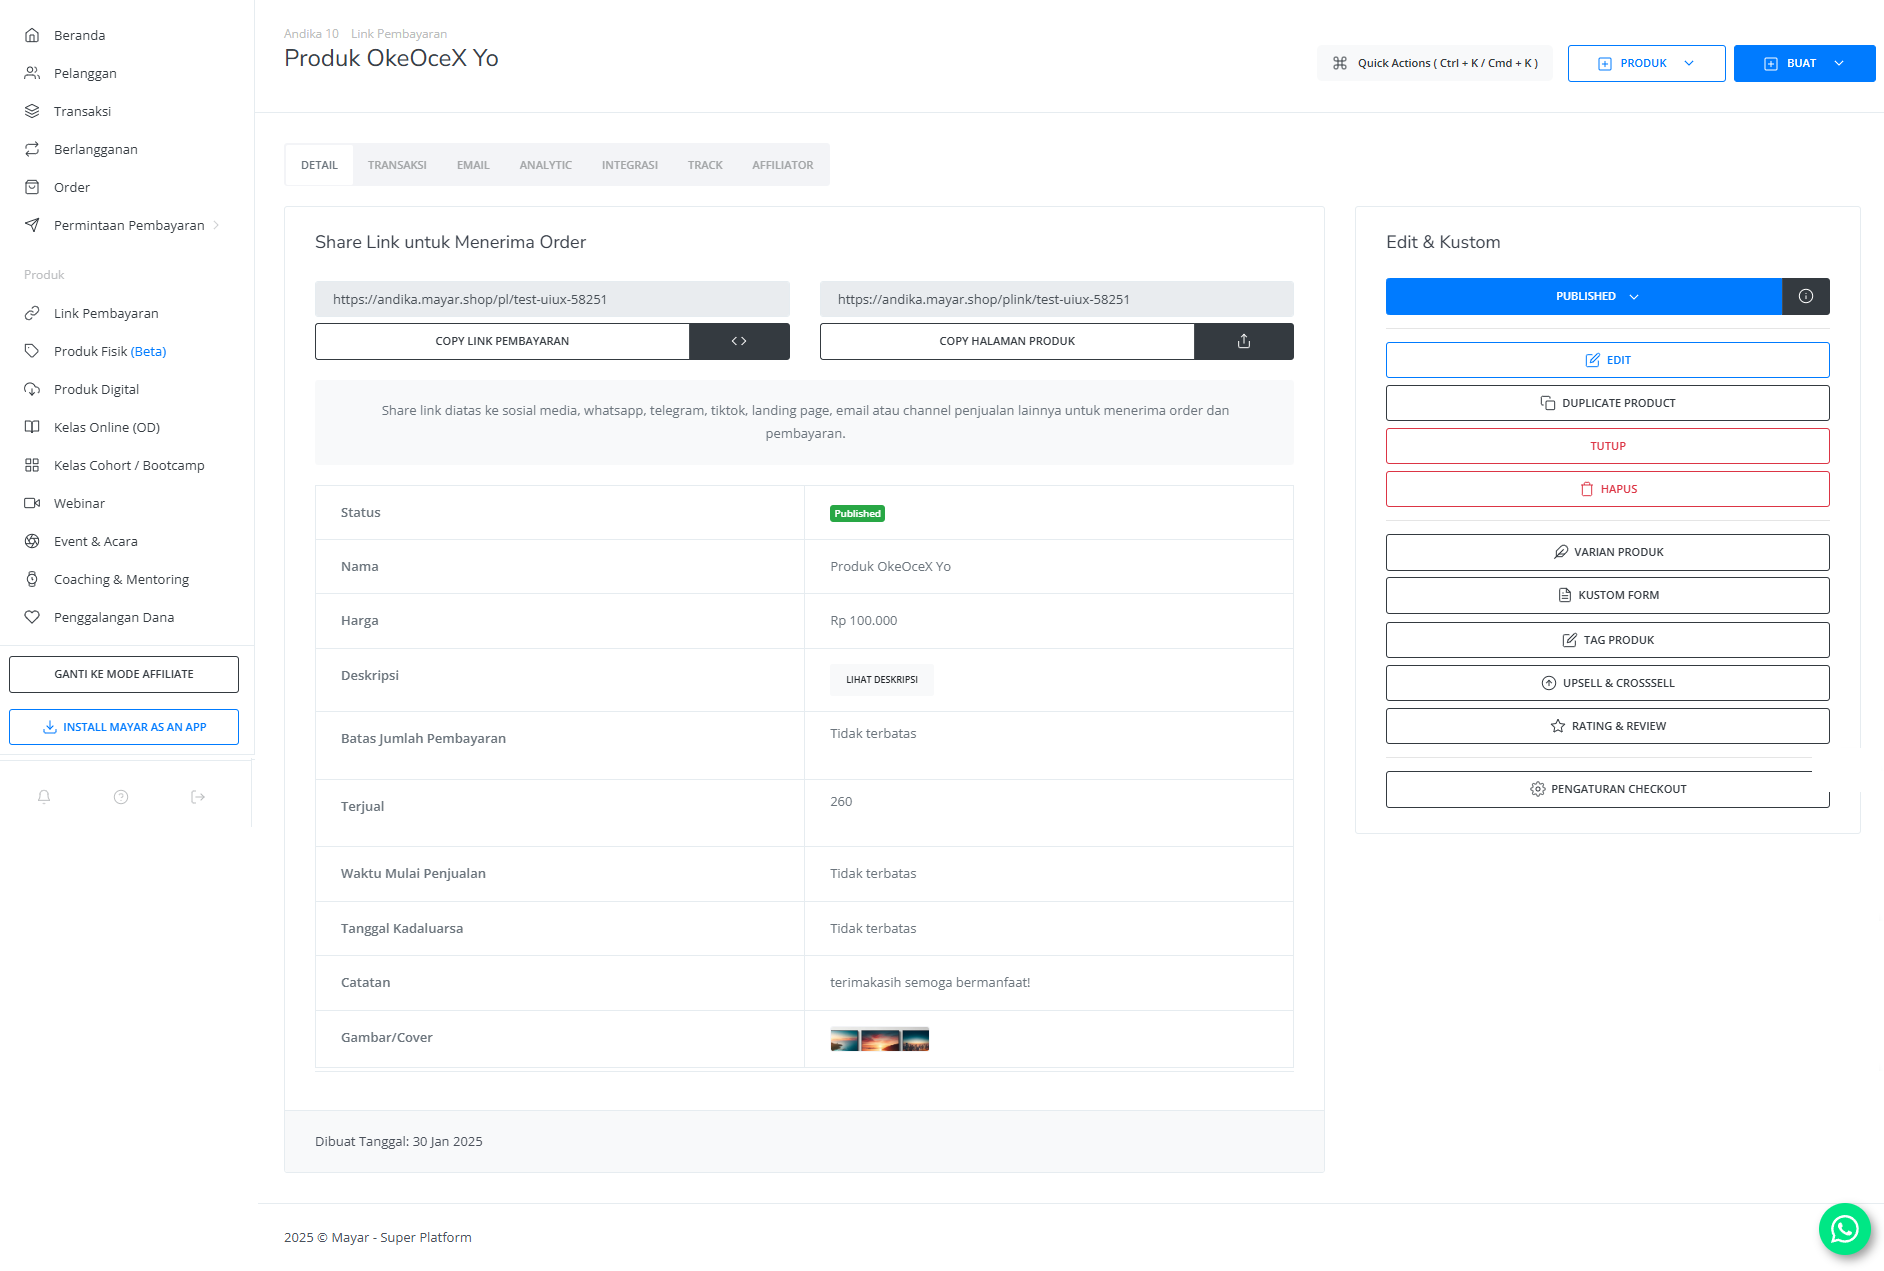 Beranda
Pelanggan
Transaksi
Berlangganan
Order
Permintaan Pembayaran
Produk
Link Pembayaran
Produk Fisik (Beta)
Produk Digital
Kelas Online (OD)
Kelas Cohort / Bootcamp
Webinar
Event & Acara
Coaching & Mentoring
Penggalangan Dana
GANTI KE MODE AFFILIATE
INSTALL MAYAR AS AN APP
Andika 10 Link Pembayaran
Produk OkeOceX Yo
Quick Actions ( Ctrl + K / Cmd + K )
PRODUK
BUAT
DETAIL TRANSAKSI EMAIL ANALYTIC INTEGRASI TRACK AFFILIATOR
Share Link untuk Menerima Order
https://andika.mayar.shop/pl/test-uiux-58251
COPY LINK PEMBAYARAN
https://andika.mayar.shop/plink/test-uiux-58251
COPY HALAMAN PRODUK
Share link diatas ke sosial media, whatsapp, telegram, tiktok, landing page, email atau channel penjualan lainnya untuk menerima order dan
pembayaran.
Status Published
Nama Produk OkeOceX Yo
Harga Rp 100.000
Deskripsi LIHAT DESKRIPSI
Batas Jumlah Pembayaran Tidak terbatas
Terjual 260
Waktu Mulai Penjualan Tidak terbatas
Tanggal Kadaluarsa Tidak terbatas
Catatan terimakasih semoga bermanfaat!
Gambar/Cover
Dibuat Tanggal: 30 Jan 2025
Edit & Kustom
PUBLISHED
EDIT
DUPLICATE PRODUCT
TUTUP
HAPUS
VARIAN PRODUK
KUSTOM FORM
TAG PRODUK
UPSELL & CROSSSELL
RATING & REVIEW
PENGATURAN CHECKOUT
2025 © Mayar - Super Platform